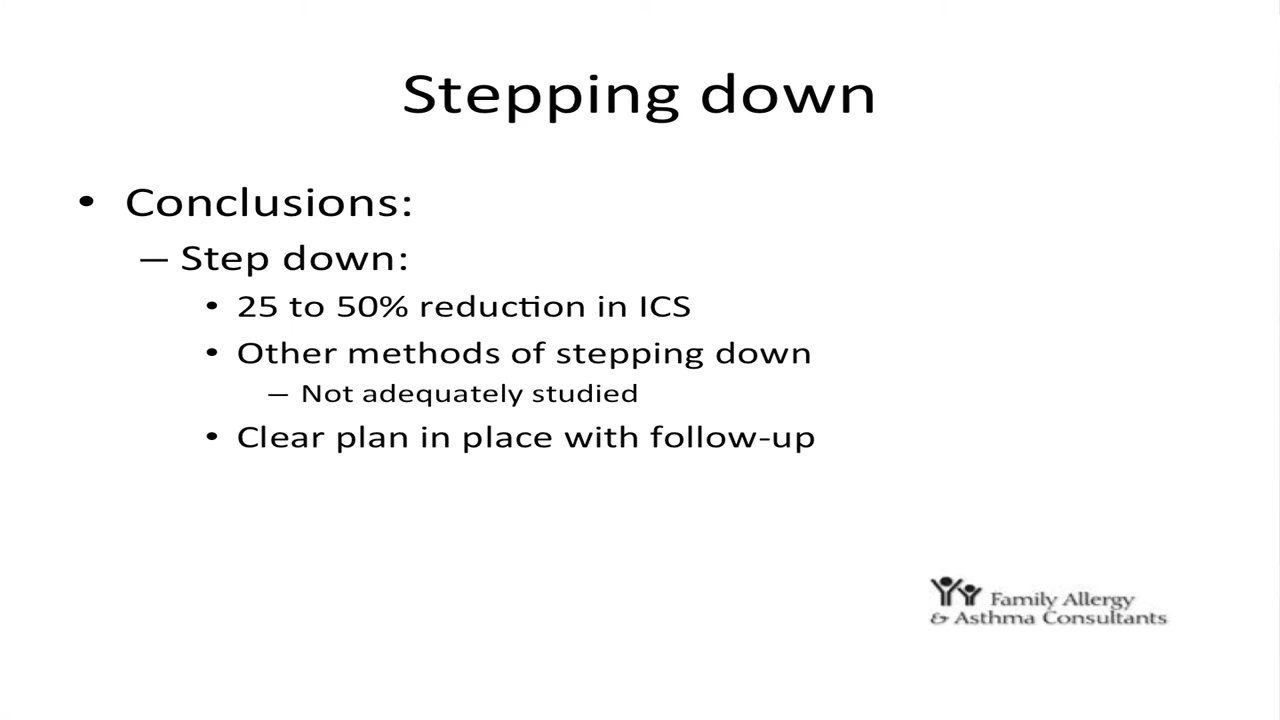 Stepping down
• Conclusions:
– Step down:
• 25 to 50% reduction in ICS
• Other methods of stepping down
– Not adequately studied
• Clear plan in place with follow-up
Family Allergy
& Asthma Consultants